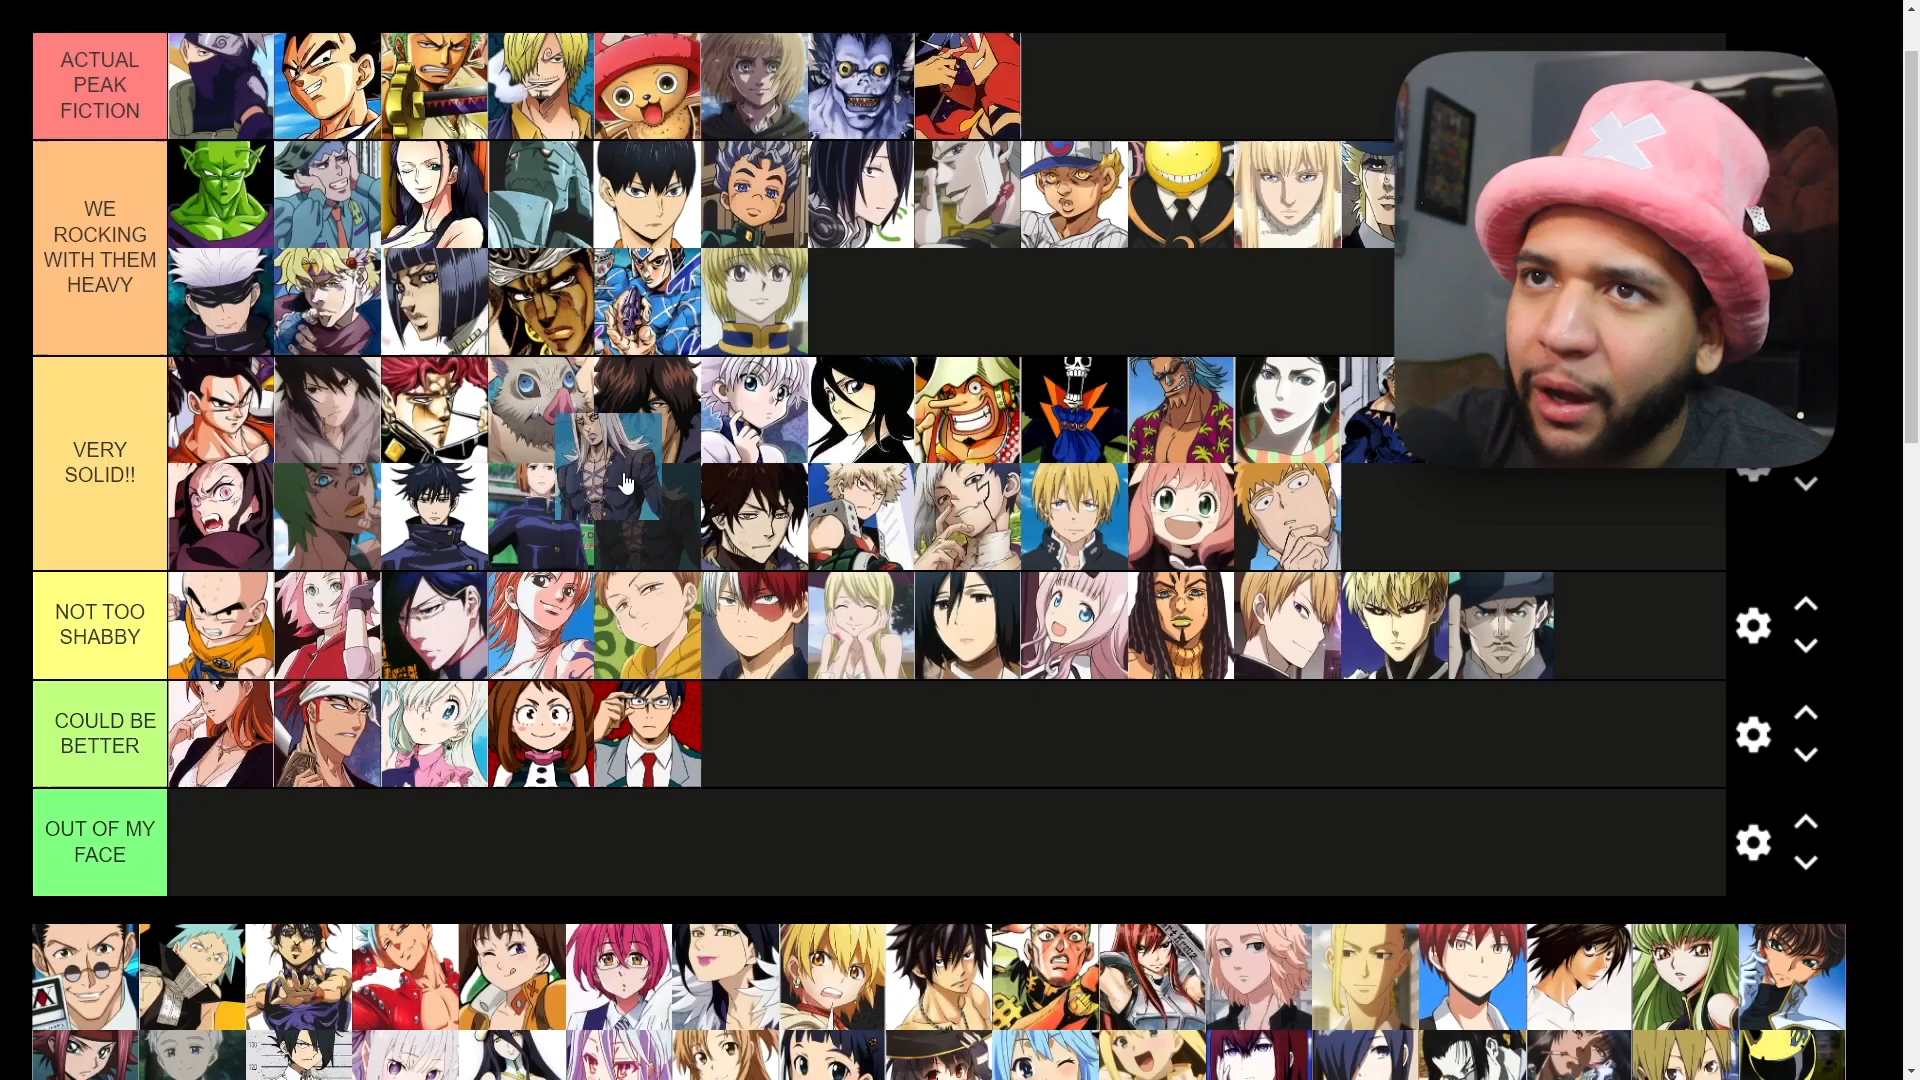 ACTUAL
PEAK
FICTION
WE
ROCKING
WITH THEM
HEAVY
VERY
SOLID!!
NOT TOO
SHABBY
COULD BE
BETTER
OUT OF MY
FACE